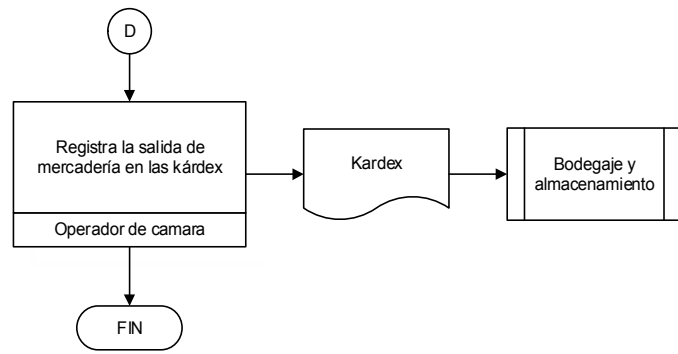 D
Registra la salida de
mercadería en las kárdex
Operador de camara
Kardex
Bodegaje y
almacenamiento
FIN